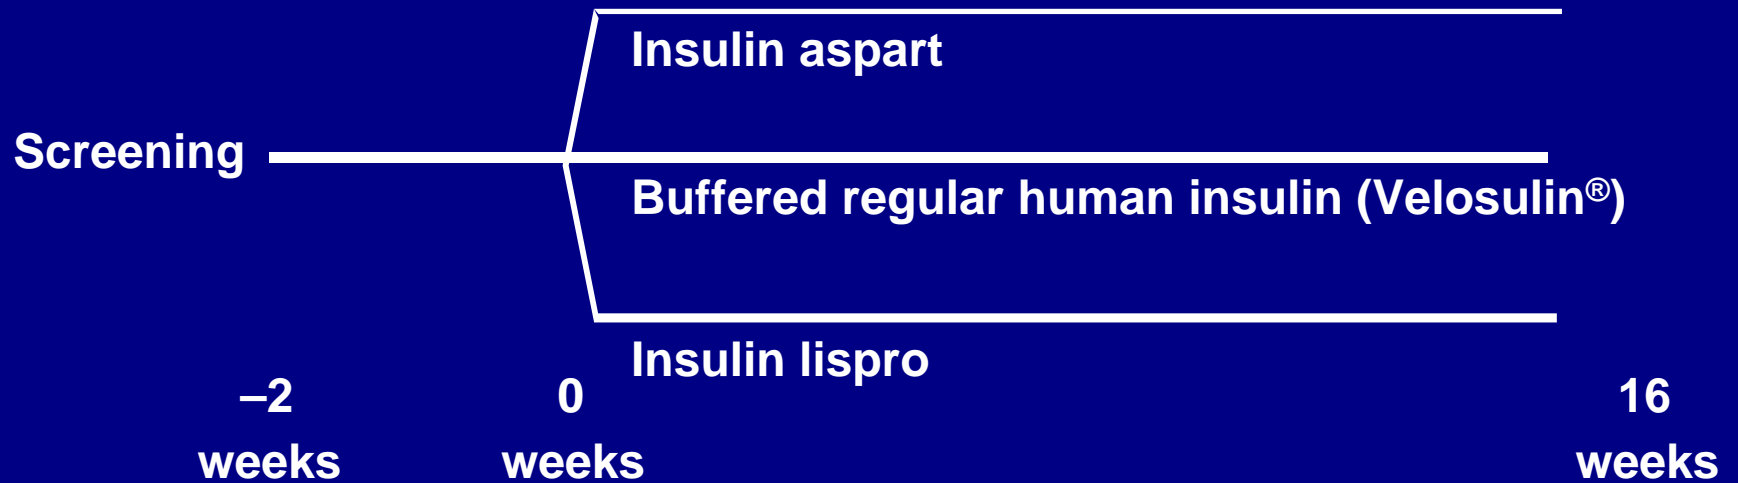 Insulin aspart
Screening
Buffered regular human insulin (Velosulin®)
Insulin lispro
–2 0 16
weeks weeks weeks